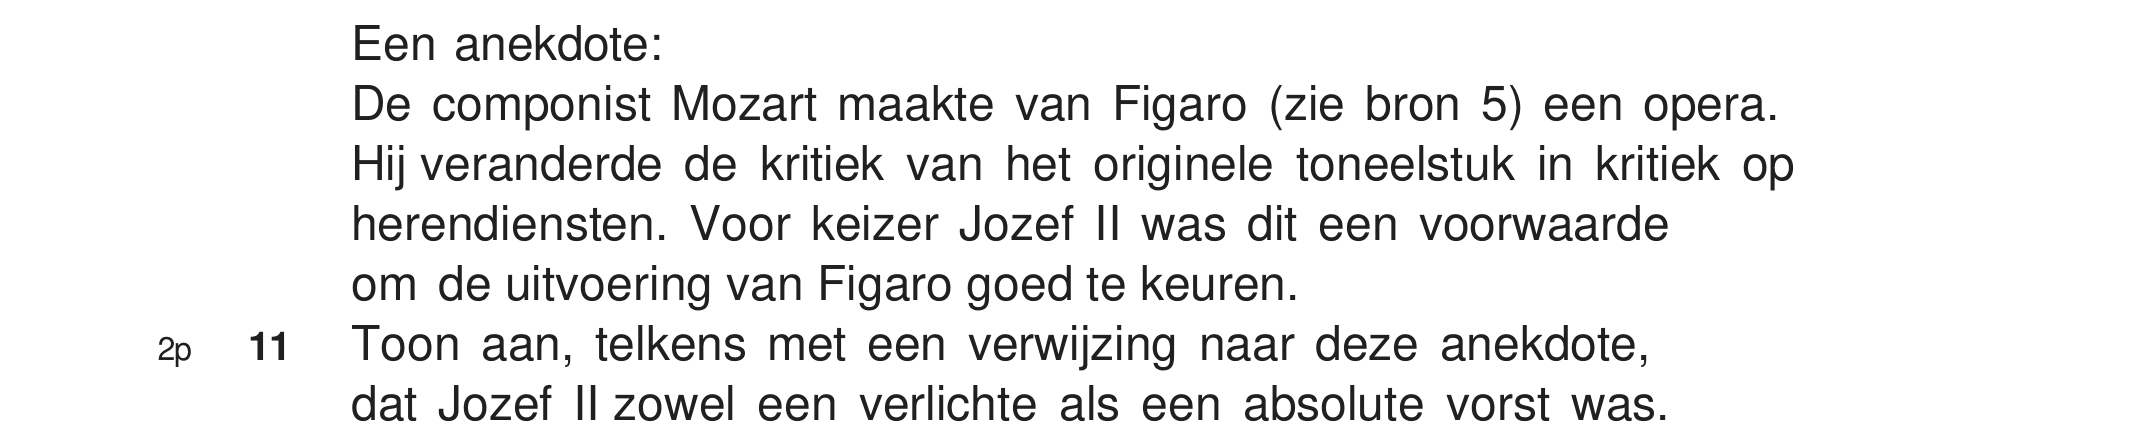 Een anekdote:
De componist Mozart maakte van Figaro (zie bron 5) een opera.
Hij veranderde de kritiek van het originele toneelstuk in kritiek op
herendiensten. Voor keizer Jozef II was dit een voorwaarde
om de uitvoering van Figaro goed te keuren.
2p 11 Toon aan, telkens met een verwijzing naar deze anekdote,
dat Jozef II zowel een verlichte als een absolute vorst was.